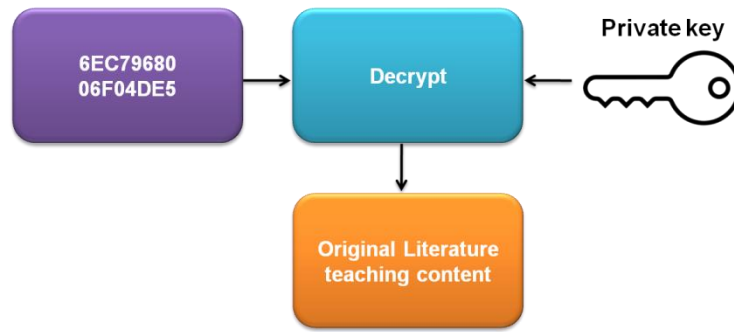 Private key
6EC79680
06F04DE5
Decrypt
Original Literature
teaching content